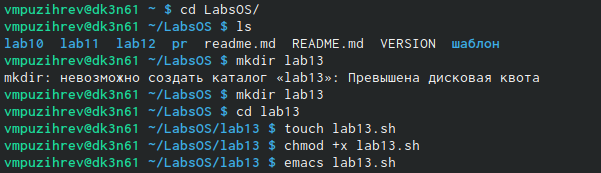 vmpuzihrev@dk3n61 ~ $ cd LabsOS/
vmpuzihrev@dk3n61 ~/LabsOS $ ls
lab10 lab11 lab12 pr readme.md README.md VERSION шаблон
vmpuzihrev@dk3n61 ~/LabsOS $ mkdir lab13
mkdir: невозможно создать каталог «lab13»: Превышена дисковая квота
vmpuzihrev@dk3n61 ~/LabsOS $ mkdir lab13
vmpuzihrev@dk3n61 ~/LabsOS $ cd lab13
vmpuzihrev@dk3n61 ~/LabsOS/lab13 $ touch lab13.sh
vmpuzihrev@dk3n61 ~/LabsOS/lab13 $ chmod +x lab13.sh
vmpuzihrev@dk3n61 ~/LabsOS/lab13 $ emacs lab13.sh